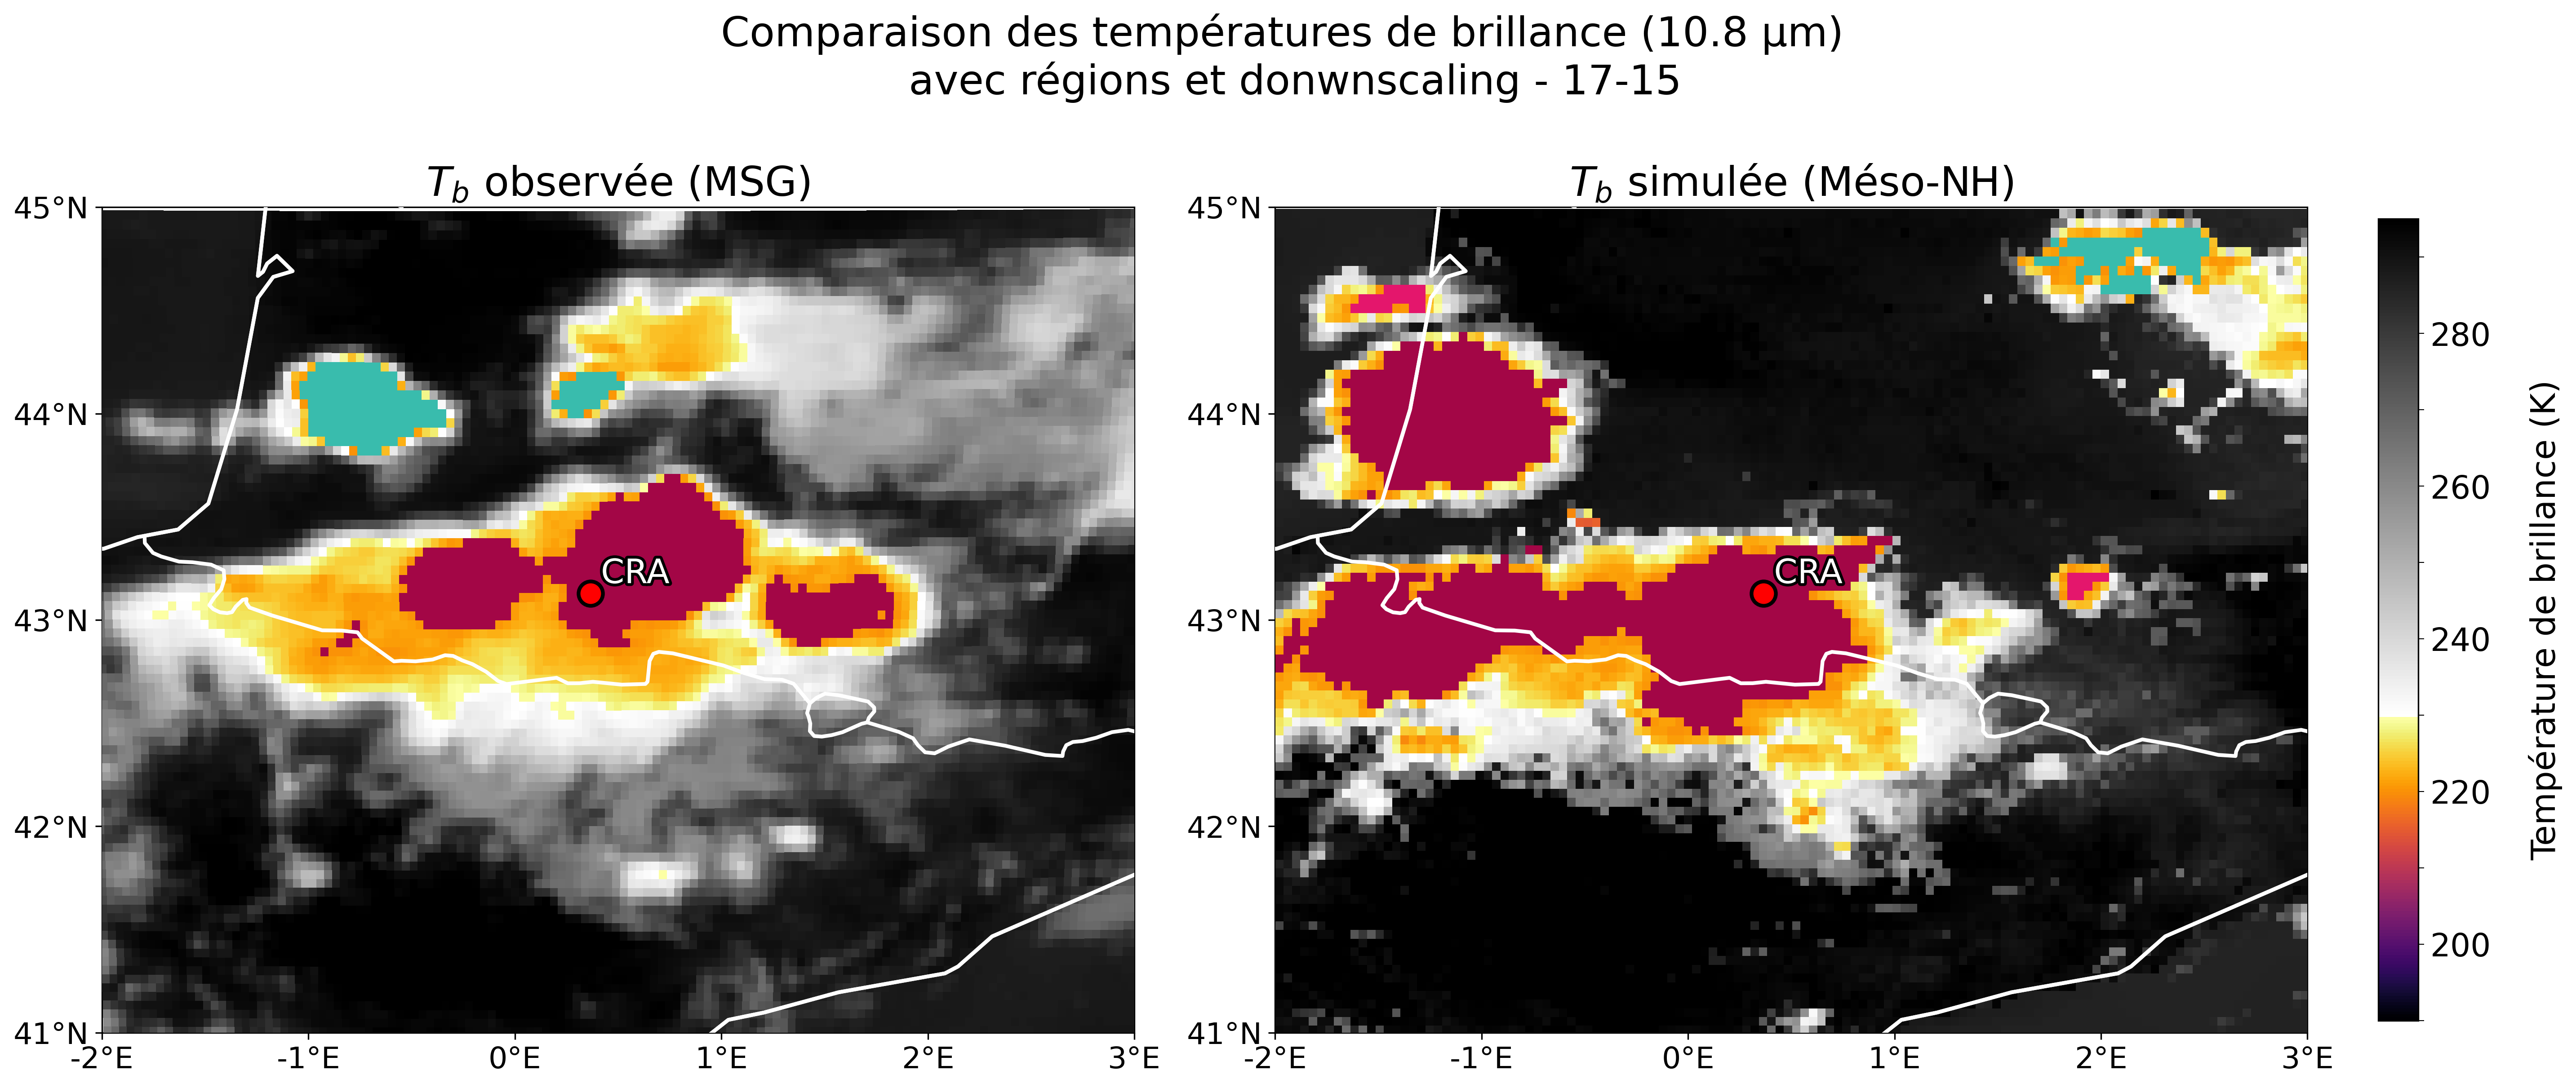 Comparaison des températures de brillance (10.8 µm)
avec régions et donwnscaling - 17-15
T_b observée (MSG)
T_b simulée (Méso-NH)
45°N
44°N
43°N
42°N
41°N
-2°E
-1°E
0°E
1°E
2°E
3°E
CRA
45°N
44°N
43°N
42°N
41°N
-2°E
-1°E
0°E
1°E
2°E
3°E
CRA
280
260
240
220
200
Température de brillance (K)